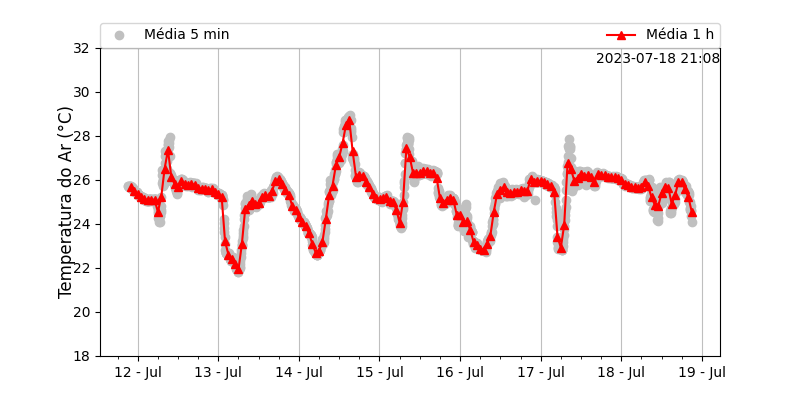 Média 5 min
Média 1 h
2023-07-18 21:08
Temperatura do Ar (°C)
32
30
28
26
24
22
20
18
12 - Jul
13 - Jul
14 - Jul
15 - Jul
16 - Jul
17 - Jul
18 - Jul
19 - Jul